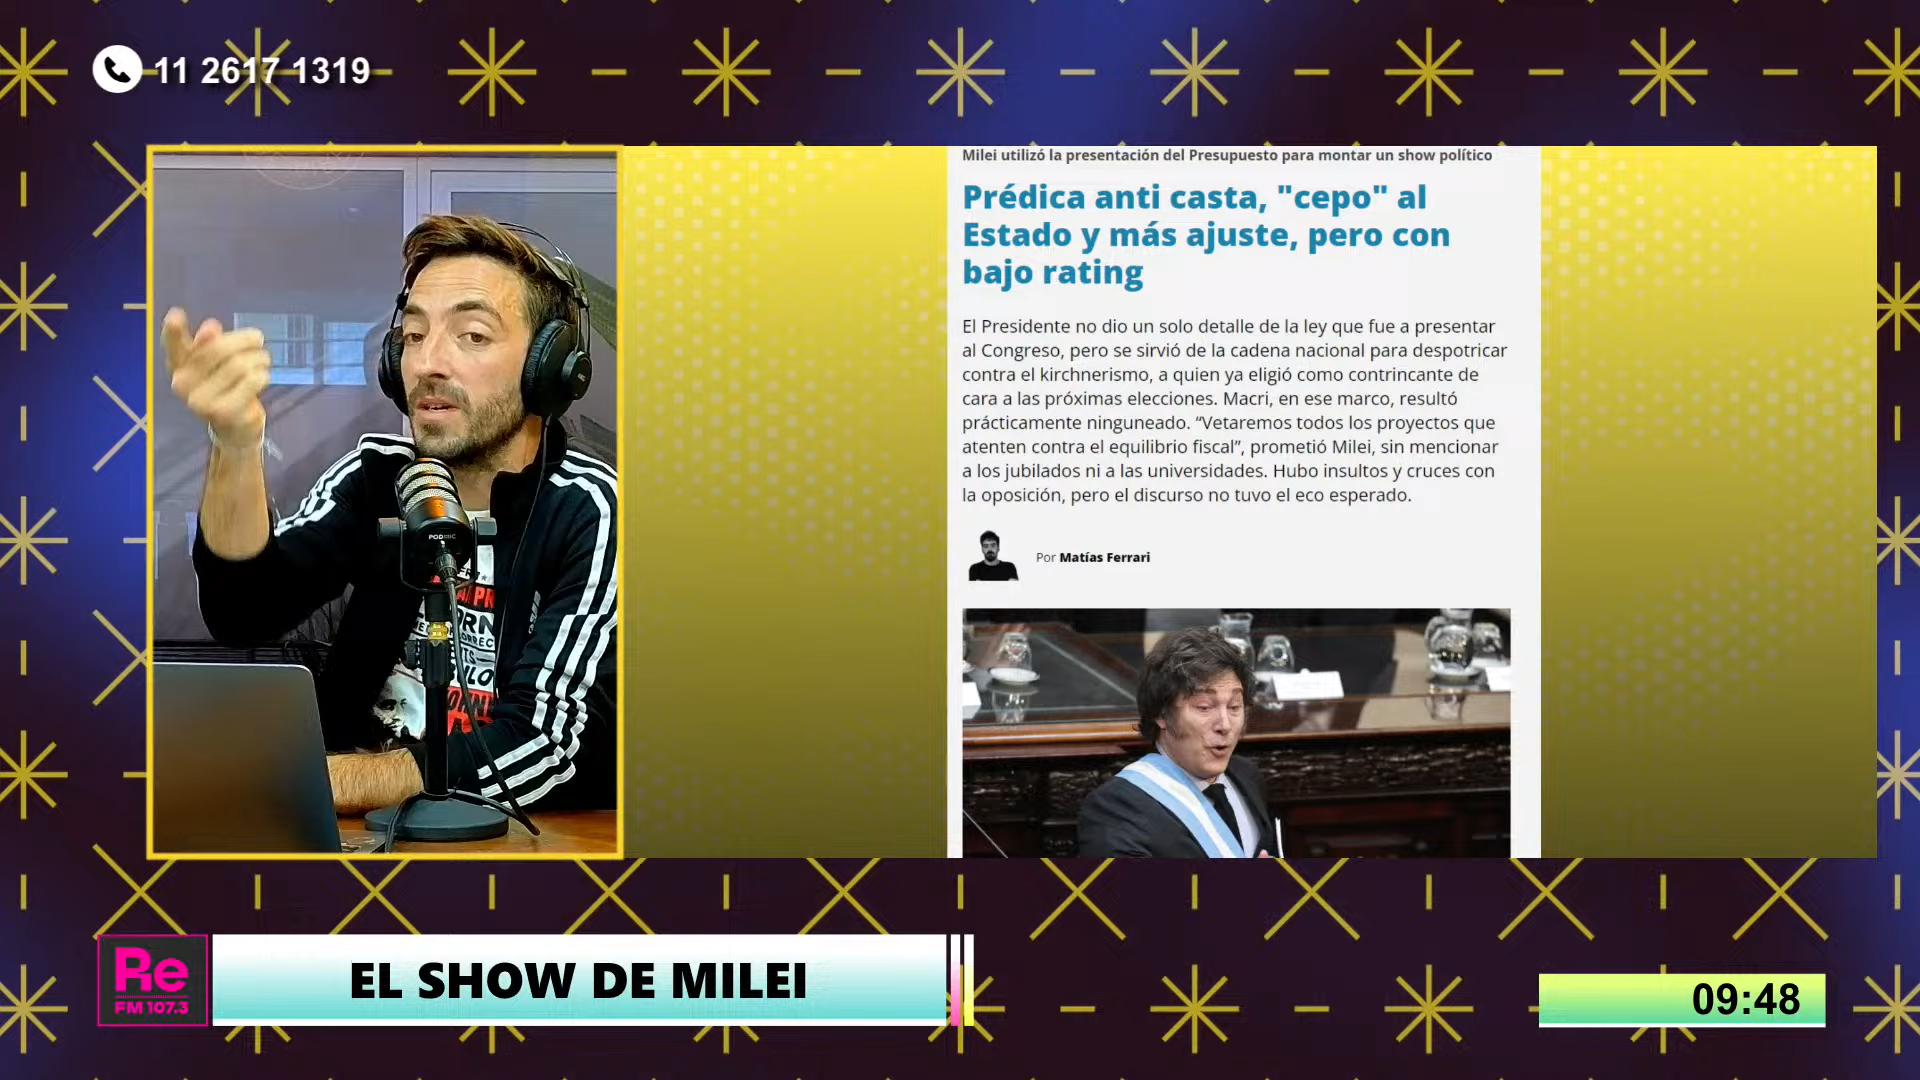 11 2617 1319
Milei utilizó la presentación del Presupuesto para montar un show político
Prédica anti casta, "cepo" al
Estado y más ajuste, pero con
bajo rating
El Presidente no dio un solo detalle de la ley que fue a presentar
al Congreso, pero se sirvió de la cadena nacional para despotricar
contra el kirchnerismo, a quien ya eligió como contrincante de
cara a las próximas elecciones. Macri, en ese marco, resultó
prácticamente ninguneado. “Vetaremos todos los proyectos que
atenten contra el equilibrio fiscal”, prometió Milei, sin mencionar
a los jubilados ni a las universidades. Hubo insultos y cruces con
la oposición, pero el discurso no tuvo el eco esperado.
Por Matías Ferrari
Re
FM 107.3
EL SHOW DE MILEI
09:48